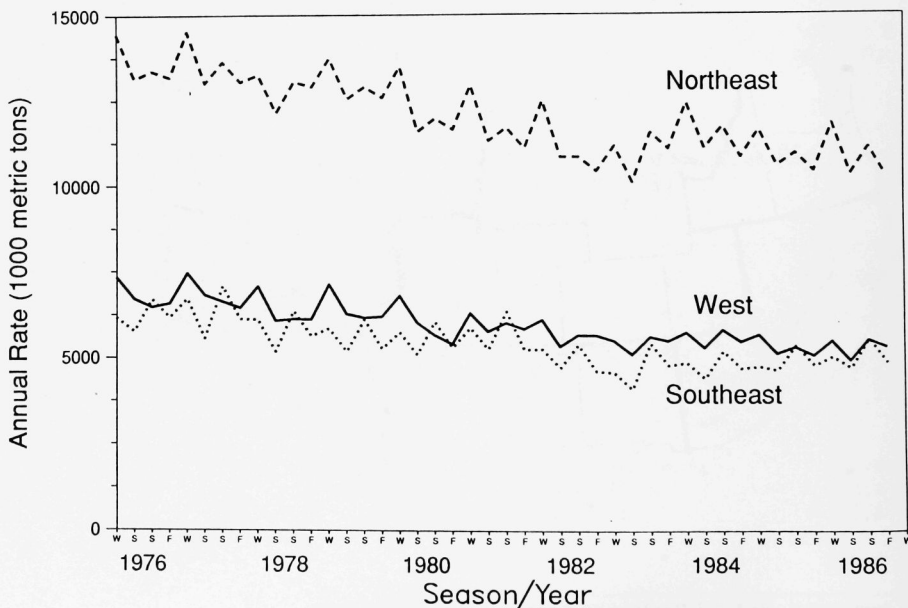 15000
Northeast
10000
West
5000
Southeast
0
Annual Rate (1000 metric tons)
W S S F W S S F W S S F W S S F W S S F W S S F W S S F W S S F W S S F W S S F W S S F W
1976 1978 1980 1982 1984 1986
Season/Year